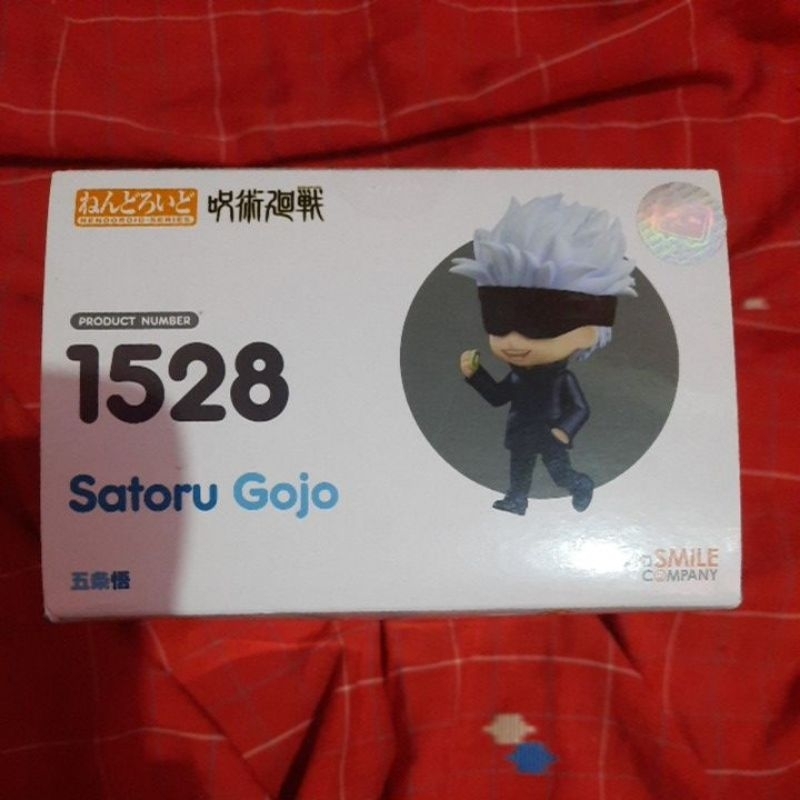 ねんどろいど
NENDOROID-SERIES
呪術廻戦
PRODUCT NUMBER
1528
Satoru Gojo
五条悟
SMILE
COMPANY